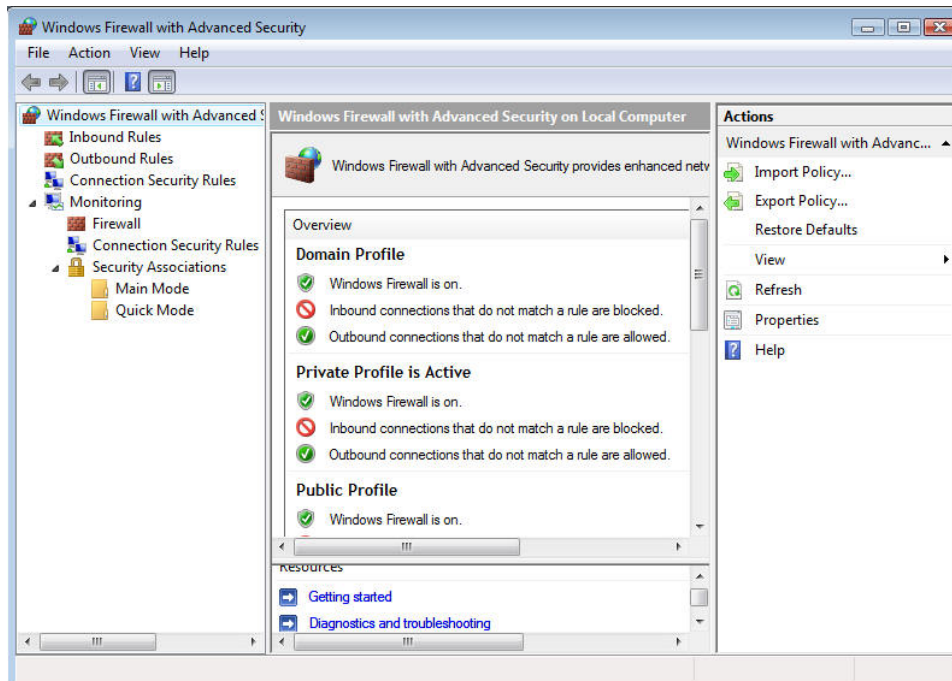 Windows Firewall with Advanced Security
File Action View Help
Windows Firewall with Advanced S
Inbound Rules
Outbound Rules
Connection Security Rules
Monitoring
Firewall
Connection Security Rules
Security Associations
Main Mode
Quick Mode
Windows Firewall with Advanced Security on Local Computer
Windows Firewall with Advanced Security provides enhanced netw
Overview
Domain Profile
Windows Firewall is on.
Inbound connections that do not match a rule are blocked.
Outbound connections that do not match a rule are allowed.
Private Profile is Active
Windows Firewall is on.
Inbound connections that do not match a rule are blocked.
Outbound connections that do not match a rule are allowed.
Public Profile
Windows Firewall is on.
Resources
Getting started
Diagnostics and troubleshooting
Actions
Windows Firewall with Advanc...
Import Policy...
Export Policy...
Restore Defaults
View
Refresh
Properties
Help